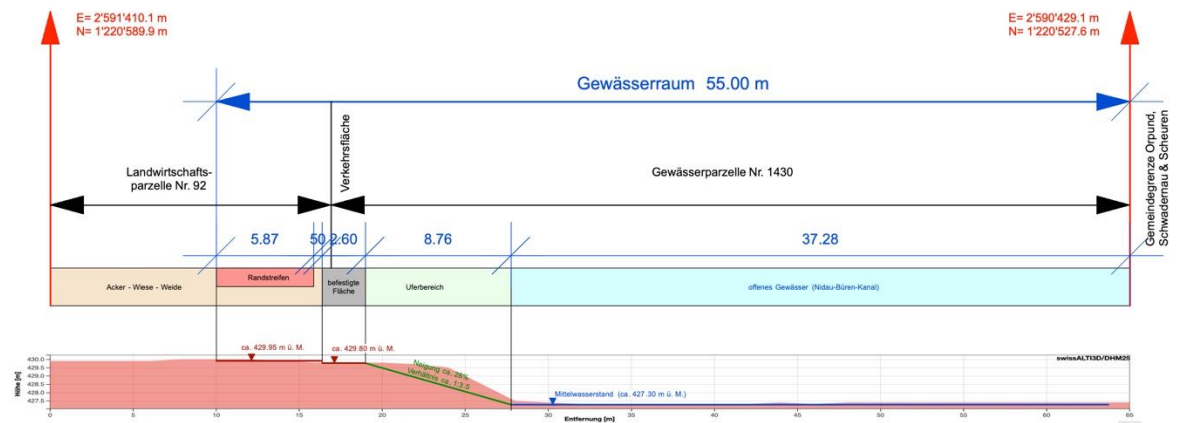 E= 2'591'410.1 m
N= 1'220'589.9 m
E= 2'590'429.1 m
N= 1'220'527.6 m
Gewässerraum 55.00 m
Landwirtschafts-
parzelle Nr. 92
Verkehrsfläche
Gewässerparzelle Nr. 1430
Gemeindegrenze Orpund,
Schwadernau & Scheuren
5.87
50
2.60
8.76
37.28
Acker - Wiese - Weide
Randstreifen
befestigte
Fläche
Uferbereich
offenes Gewässer (Nidau-Büren-Kanal)
ca. 429.95 m ü. M.
ca. 429.80 m ü. M.
swissALTI3D/DHM25
Höhe [m]
430.0
429.5
429.0
428.5
428.0
427.5
Neigung ca. 28%
Verhältnis ca. 1:3.5
Mittelwasserstand (ca. 427.30 m ü. M.)
0
5
10
15
20
25
30
35
40
45
50
55
60
65
Entfernung [m]